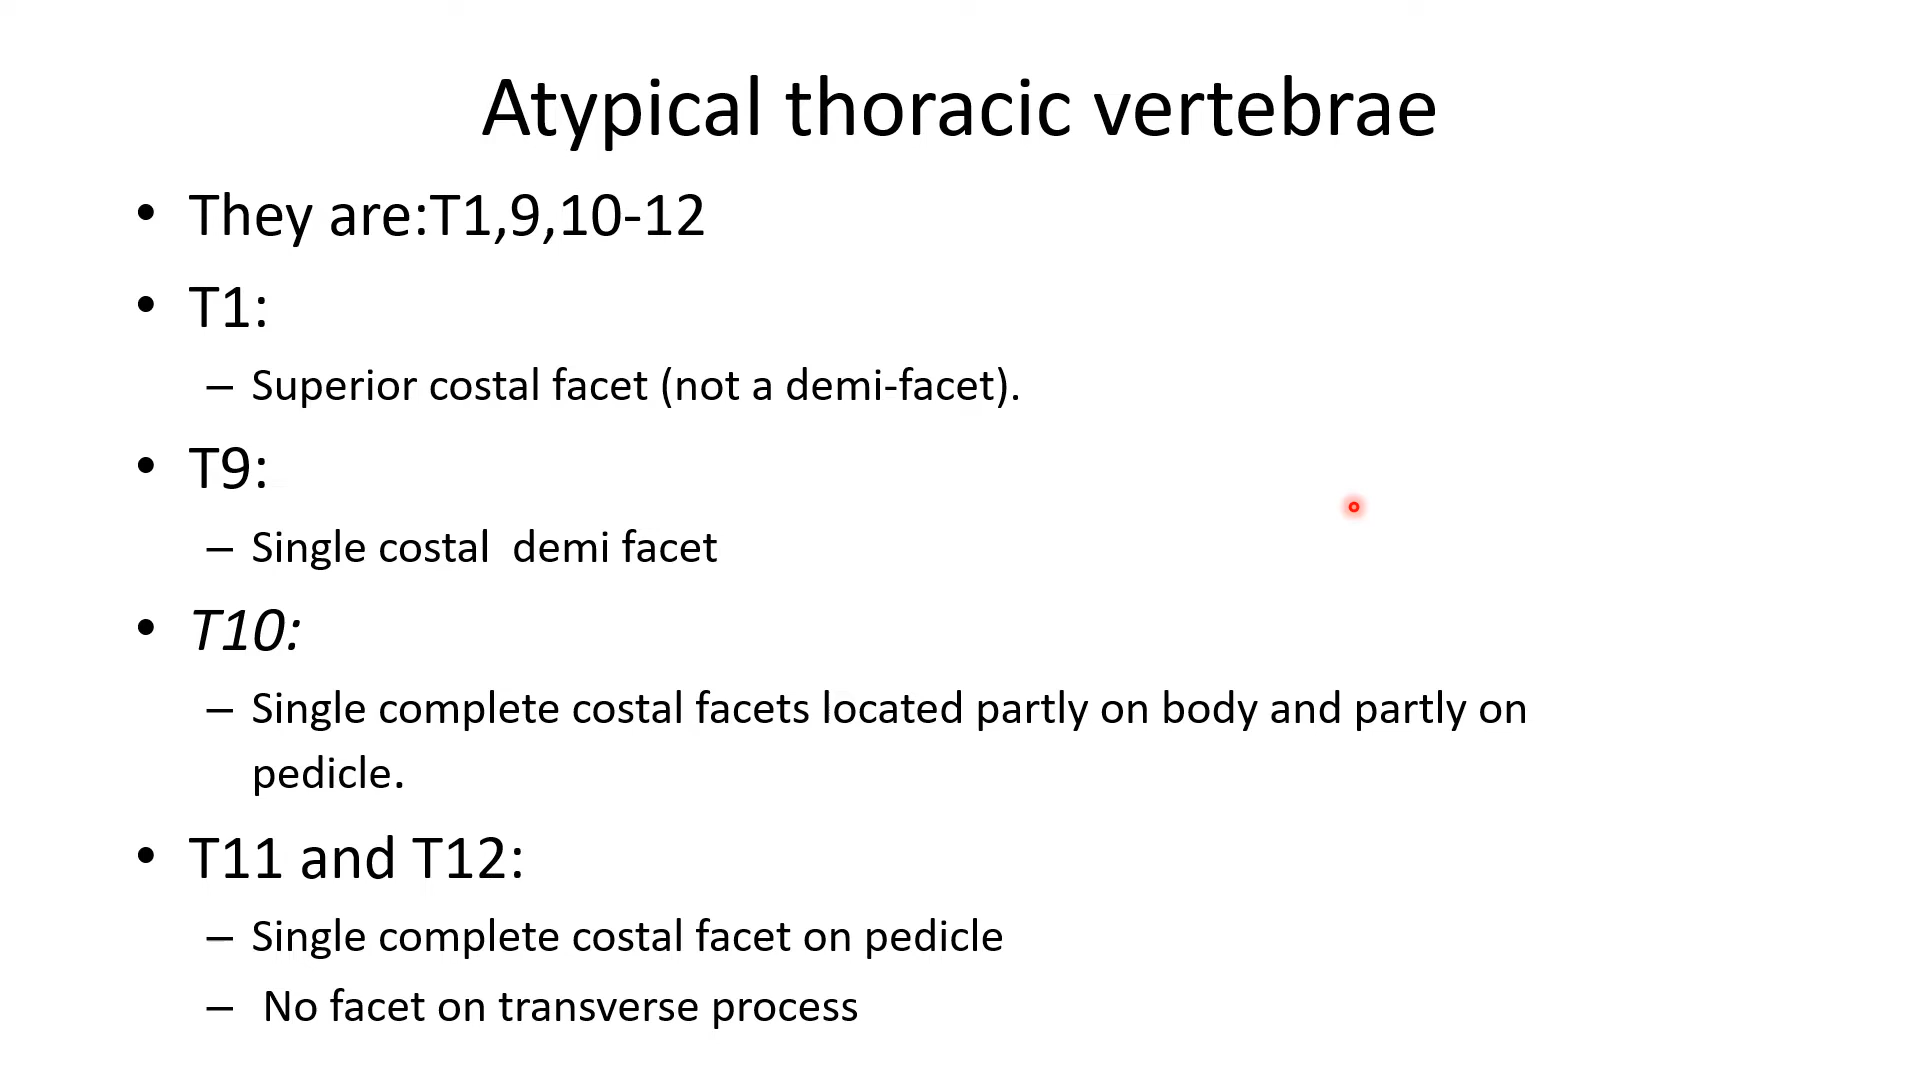 Atypical thoracic vertebrae
• They are:T1,9,10-12
• T1:
– Superior costal facet (not a demi-facet).
• T9:
– Single costal  demi facet
• T10:
– Single complete costal facets located partly on body and partly on
pedicle.
• T11 and T12:
– Single complete costal facet on pedicle
– No facet on transverse process